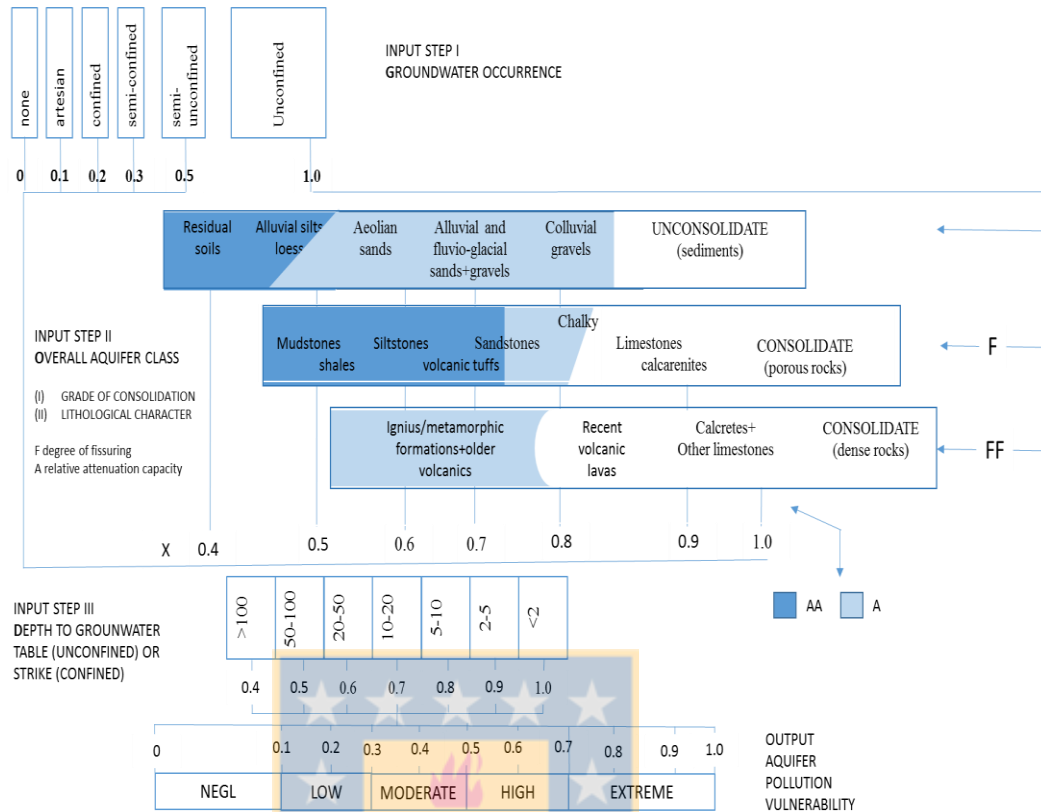 none
artesian
confined
semi-confined
semi-
unconfined
Unconfined
INPUT STEP I
GROUNDWATER OCCURRENCE
0 0.1 0.2 0.3 0.5 1.0
Residual
soils
Alluvial silts
loess
Aeolian
sands
Alluvial and
fluvio-glacial
sands+gravels
Colluvial
gravels
UNCONSOLIDATE
(sediments)
INPUT STEP II
OVERALL AQUIFER CLASS
(I) GRADE OF CONSOLIDATION
(II) LITHOLOGICAL CHARACTER
F degree of fissuring
A relative attenuation capacity
Mudstones
shales
Siltstones
volcanic tuffs
Sandstones
Chalky
Limestones
calcarenites
CONSOLIDATE
(porous rocks)
F
Ignius/metamorphic
formations+older
volcanics
Recent
volcanic
lavas
Calcretes+
Other limestones
CONSOLIDATE
(dense rocks)
FF
X 0.4 0.5 0.6 0.7 0.8 0.9 1.0
AA A
INPUT STEP III
DEPTH TO GROUNWATER
TABLE (UNCONFINED) OR
STRIKE (CONFINED)
>100
50-100
20-50
10-20
5-10
2-5
<2
0.4 0.5 0.6 0.7 0.8 0.9 1.0
0 0.1 0.2 0.3 0.4 0.5 0.6 0.7 0.8 0.9 1.0
NEGL LOW MODERATE HIGH EXTREME
OUTPUT
AQUIFER
POLLUTION
VULNERABILITY